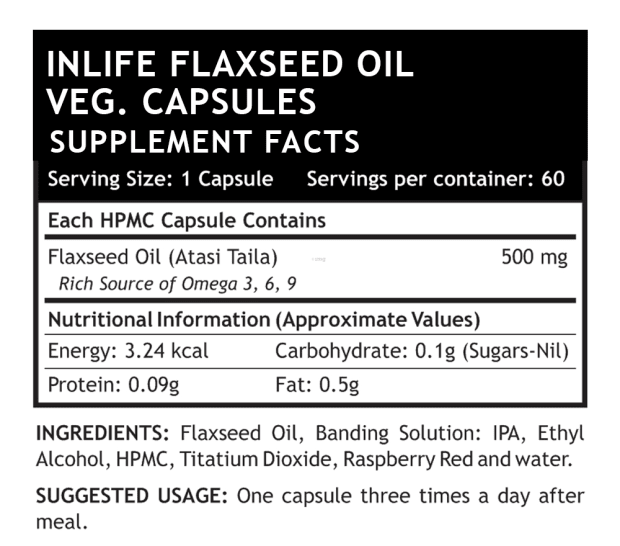 INLIFE FLAXSEED OIL
VEG. CAPSULES
SUPPLEMENT FACTS
Serving Size: 1 Capsule Servings per container: 60
Each HPMC Capsule Contains
Flaxseed Oil (Atasi Taila) 500 mg
Rich Source of Omega 3, 6, 9
Nutritional Information (Approximate Values)
Energy: 3.24 kcal Carbohydrate: 0.1g (Sugars-Nil)
Protein: 0.09g Fat: 0.5g
INGREDIENTS: Flaxseed Oil, Banding Solution: IPA, Ethyl
Alcohol, HPMC, Titatium Dioxide, Raspberry Red and water.
SUGGESTED USAGE: One capsule three times a day after
meal.